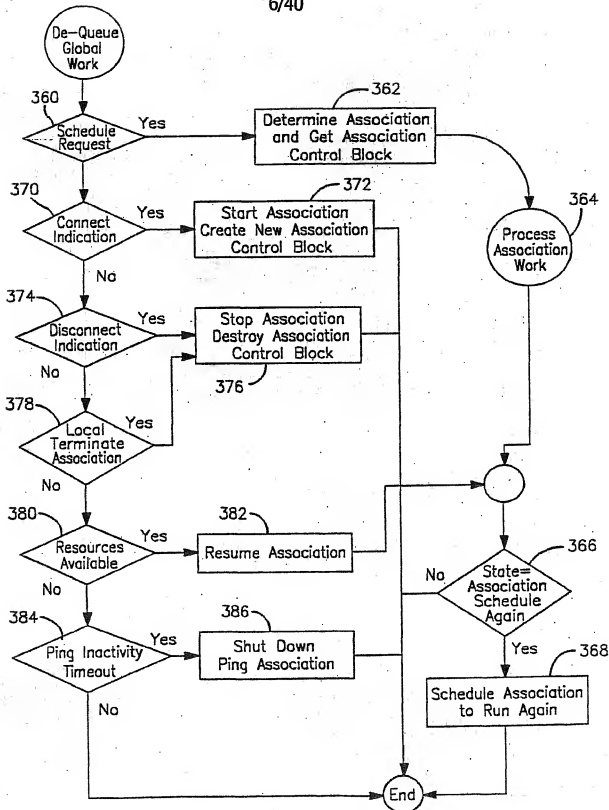 6/40
De-Queue
Global
Work
360
Schedule
Request
Yes
362
Determine Association
and Get Association
Control Block
370
Connect
Indication
Yes
372
Start Association
Create New Association
Control Block
364
Process
Association
Work
No
374
Disconnect
Indication
Yes
Stop Association
Destroy Association
Control Block
376
No
378
Local
Terminate
Association
Yes
No
380
Resources
Available
Yes
382
Resume Association
366
State=
Association
Schedule
Again
No
No
384
Ping Inactivity
Timeout
Yes
386
Shut Down
Ping Association
Yes
368
Schedule Association
to Run Again
No
End